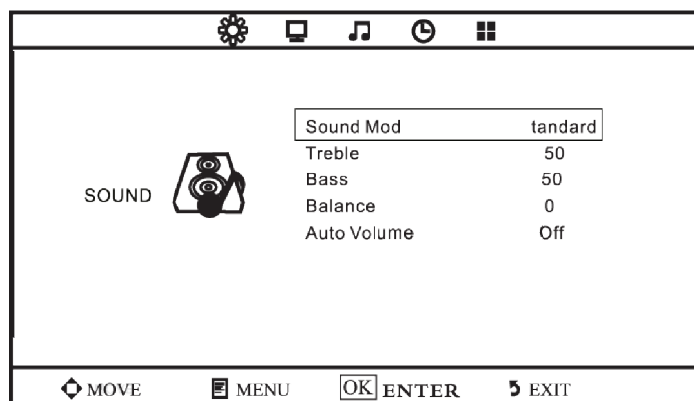 Sound Mod tandard
Treble 50
Bass 50
SOUND
Balance 0
Auto Volume Off
MOVE MENU OK ENTER EXIT